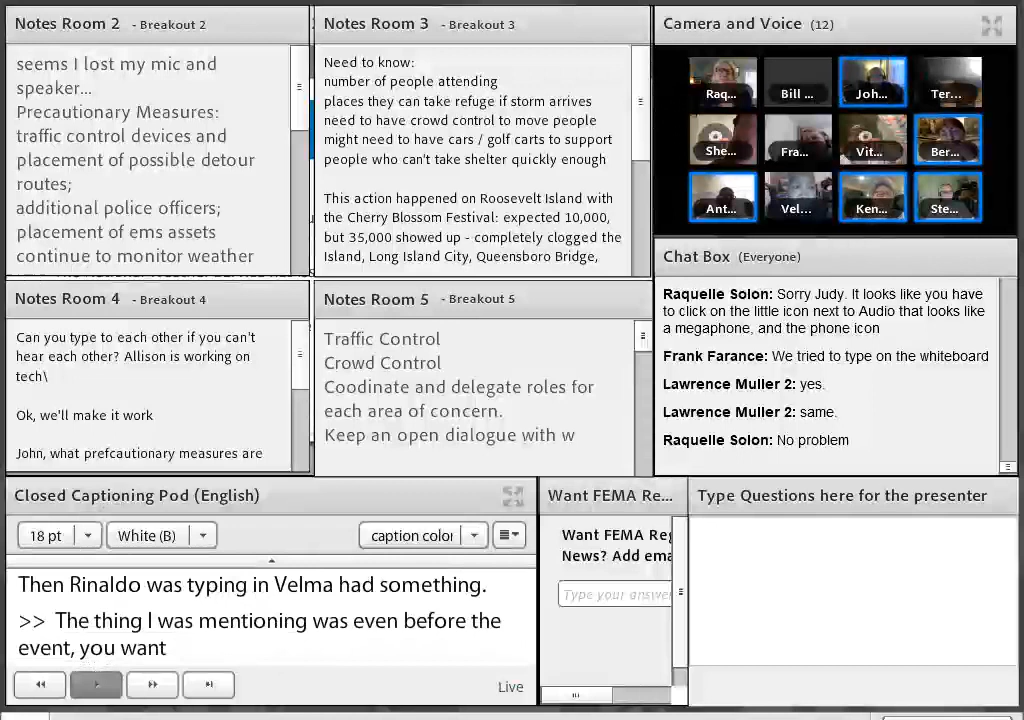 Notes Room 2 - Breakout 2
seems I lost my mic and
speaker...
Precautionary Measures:
traffic control devices and
placement of possible detour
routes;
additional police officers;
placement of ems assets
continue to monitor weather
Notes Room 3 - Breakout 3
Need to know:
number of people attending
places they can take refuge if storm arrives
need to have crowd control to move people
might need to have cars / golf carts to support
people who can't take shelter quickly enough
This action happened on Roosevelt Island with
the Cherry Blossom Festival: expected 10,000,
but 35,000 showed up - completely clogged the
Island, Long Island City, Queensboro Bridge,
Camera and Voice (12)
Raq... Bill ... Joh... Ter...
She... Fra... Vit... Ber...
Ant... Vel... Ken... Ste...
Chat Box (Everyone)
Raquelle Solon: Sorry Judy. It looks like you have
to click on the little icon next to Audio that looks like
a megaphone, and the phone icon
Frank Farance: We tried to type on the whiteboard
Lawrence Muller 2: yes.
Lawrence Muller 2: same.
Raquelle Solon: No problem
Notes Room 4 - Breakout 4
Can you type to each other if you can't
hear each other? Allison is working on
tech\
Ok, we'll make it work
John, what prefcautionary measures are
Notes Room 5 - Breakout 5
Traffic Control
Crowd Control
Coodinate and delegate roles for
each area of concern.
Keep an open dialogue with w
Closed Captioning Pod (English)
18 pt White (B) caption color
Then Rinaldo was typing in Velma had something.
>> The thing I was mentioning was even before the
event, you want
Live
Want FEMA Re...
Want FEMA Reg
News? Add ema
Type your answer
Type Questions here for the presenter